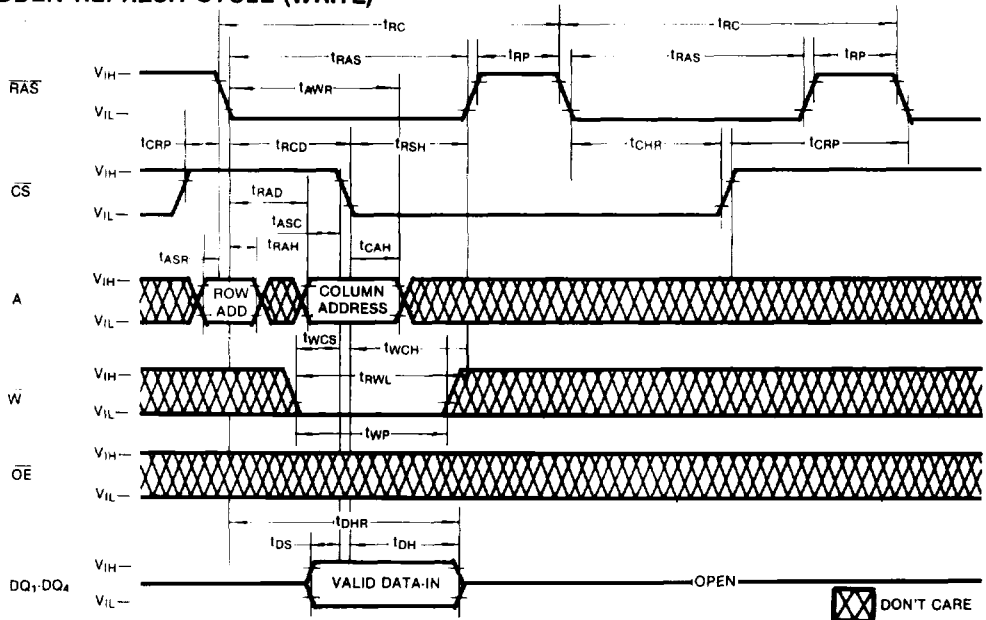 DDEN REFRESH CYCLE (WRITE)
tRC tRC
tRAS tRP tRAS tRP
RAS
VIH
VIL
tAWR
tCRP tRCD tRSH tCHR tCRP
CS
VIH
VIL
tRAD
tASC
tASR tRAH tCAH
A
VIH
VIL
ROW ADD
COLUMN ADDRESS
tWCS tWCH
W
VIH
VIL
tRWL
tWP
OE
VIH
VIL
tDHR
tDS tDH
DQ1-DQ4
VIH
VIL
VALID DATA-IN
OPEN
DON'T CARE